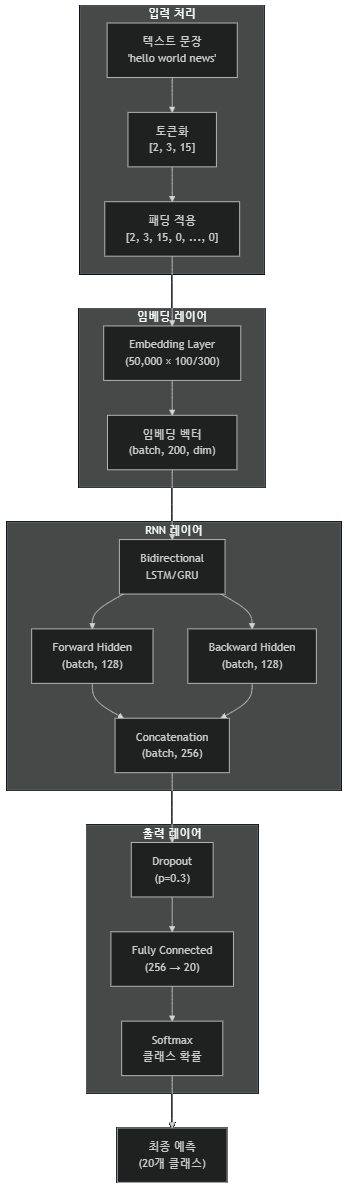 입력 처리
텍스트 문장
'hello world news'
토큰화
[2, 3, 15]
패딩 적용
[2, 3, 15, 0, ..., 0]
임베딩 레이어
Embedding Layer
(50,000 × 100/300)
임베딩 벡터
(batch, 200, dim)
RNN 레이어
Bidirectional
LSTM/GRU
Forward Hidden
(batch, 128)
Backward Hidden
(batch, 128)
Concatenation
(batch, 256)
출력 레이어
Dropout
(p=0.3)
Fully Connected
(256 → 20)
Softmax
클래스 확률
최종 예측
(20개 클래스)